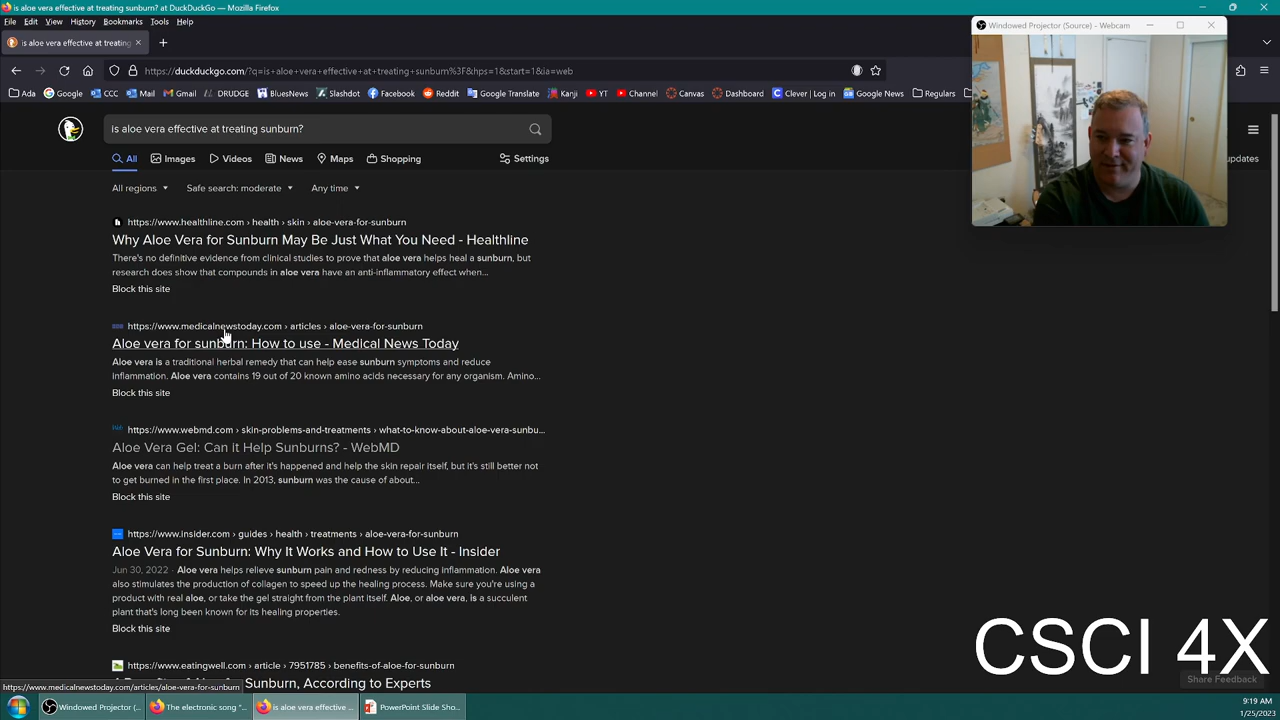 is aloe vera effective at treating sunburn? at DuckDuckGo — Mozilla Firefox
File Edit View History Bookmarks Tools Help
Windowed Projector (Source) - Webcam
is aloe vera effective at treating
https://duckduckgo.com/?q=is+aloe+vera+effective+at+treating+sunburn%3F&hps=1&start=1&ia=web
Ada Google CCC Mail Gmail DRUDGE BluesNews Slashdot Facebook Reddit Google Translate Kanji YT Channel Canvas Dashboard Clever | Log in Google News Regulars
is aloe vera effective at treating sunburn?
All Images Videos News Maps Shopping Settings
updates
All regions Safe search: moderate Any time
https://www.healthline.com › health › skin › aloe-vera-for-sunburn
Why Aloe Vera for Sunburn May Be Just What You Need - Healthline
There's no definitive evidence from clinical studies to prove that aloe vera helps heal a sunburn, but
research does show that compounds in aloe vera have an anti-inflammatory effect when...
Block this site
https://www.medicalnewstoday.com › articles › aloe-vera-for-sunburn
Aloe vera for sunburn: How to use - Medical News Today
Aloe vera is a traditional herbal remedy that can help ease sunburn symptoms and reduce
inflammation. Aloe vera contains 19 out of 20 known amino acids necessary for any organism. Amino...
Block this site
https://www.webmd.com › skin-problems-and-treatments › what-to-know-about-aloe-vera-sunbu...
Aloe Vera Gel: Can it Help Sunburns? - WebMD
Aloe vera can help treat a burn after it's happened and help the skin repair itself, but it's still better not
to get burned in the first place. In 2013, sunburn was the cause of about...
Block this site
https://www.insider.com › guides › health › treatments › aloe-vera-for-sunburn
Aloe Vera for Sunburn: Why It Works and How to Use It - Insider
Jun 30, 2022 - Aloe vera helps relieve sunburn pain and redness by reducing inflammation. Aloe vera
also stimulates the production of collagen to speed up the healing process. Make sure you're using a
product with real aloe, or take the gel straight from the plant itself. Aloe, or aloe vera, is a succulent
plant that's long been known for its healing properties.
Block this site
https://www.eatingwell.com › article › 7951785 › benefits-of-aloe-for-sunburn
Sunburn, According to Experts
CSCI 4X
Share Feedback
https://www.medicalnewstoday.com/articles/aloe-vera-for-sunburn
Windowed Projector (... The electronic song "... is aloe vera effective ... PowerPoint Slide Sho...
9:19 AM
1/25/2023